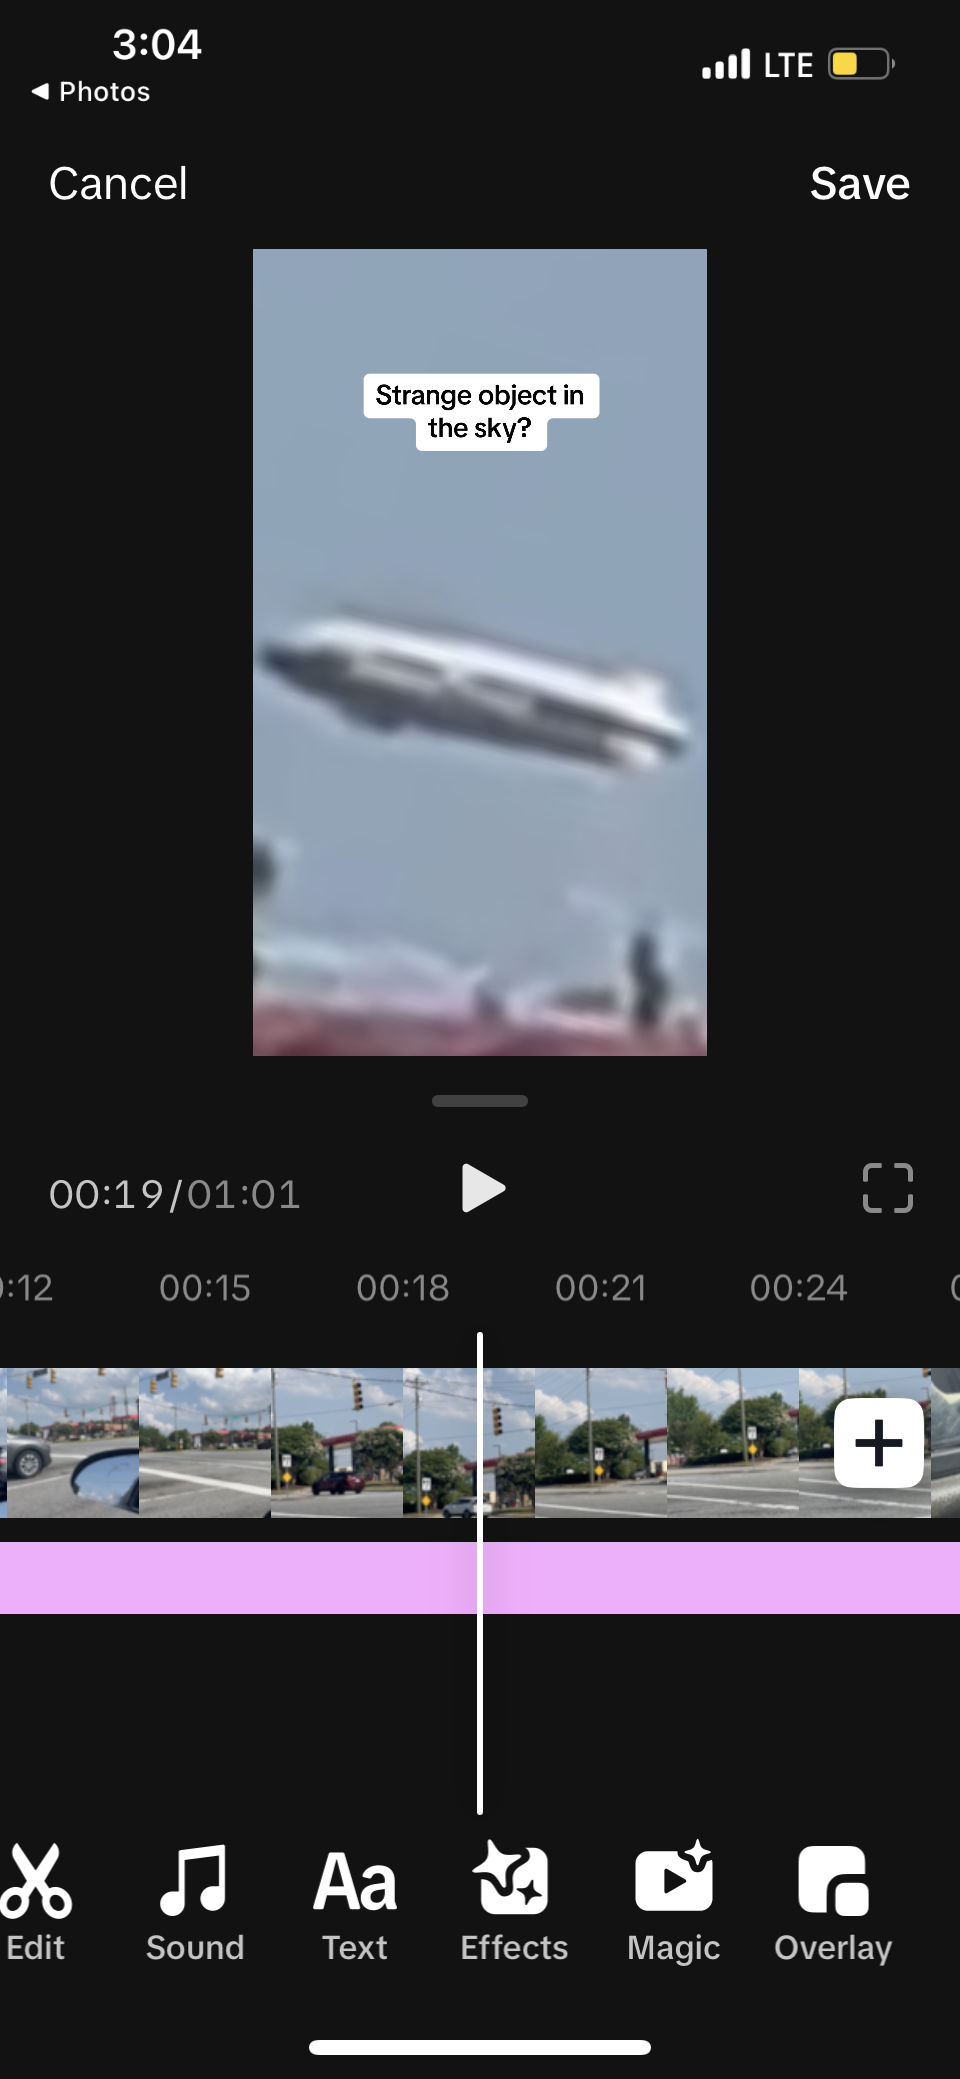 3:04
LTE
Photos
Cancel
Save
Strange object in
the sky?
00:19/01:01
:12
00:15
00:18
00:21
00:24
Edit
Sound
Aa
Text
Effects
Magic
Overlay